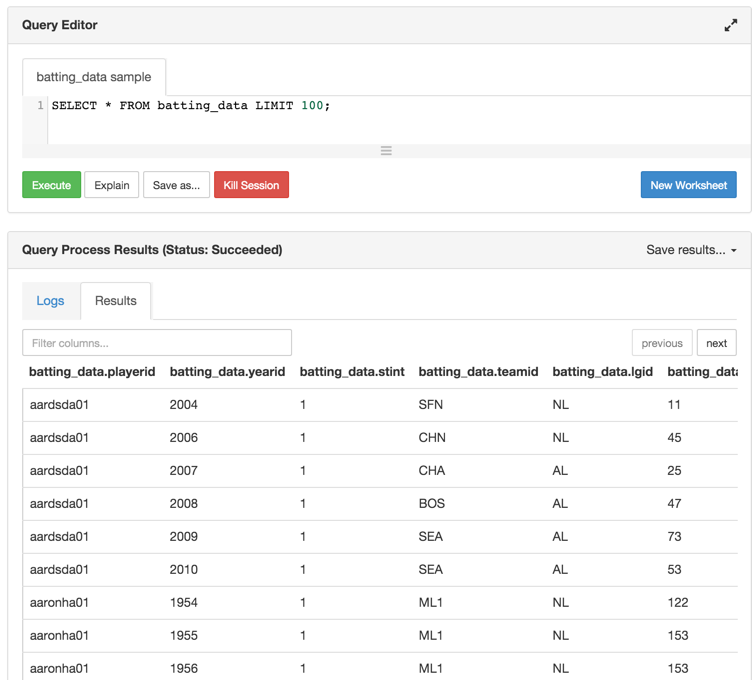 Query Editor
batting_data sample
1 SELECT * FROM batting_data LIMIT 100;
Execute Explain Save as... Kill Session New Worksheet
Query Process Results (Status: Succeeded) Save results...
Logs Results
Filter columns... previous next
batting_data.playerid batting_data.yearid batting_data.stint batting_data.teamid batting_data.lgid batting_data
aardsda01 2004 1 SFN NL 11
aardsda01 2006 1 CHN NL 45
aardsda01 2007 1 CHA AL 25
aardsda01 2008 1 BOS AL 47
aardsda01 2009 1 SEA AL 73
aardsda01 2010 1 SEA AL 53
aaronha01 1954 1 ML1 NL 122
aaronha01 1955 1 ML1 NL 153
aaronha01 1956 1 ML1 NL 153